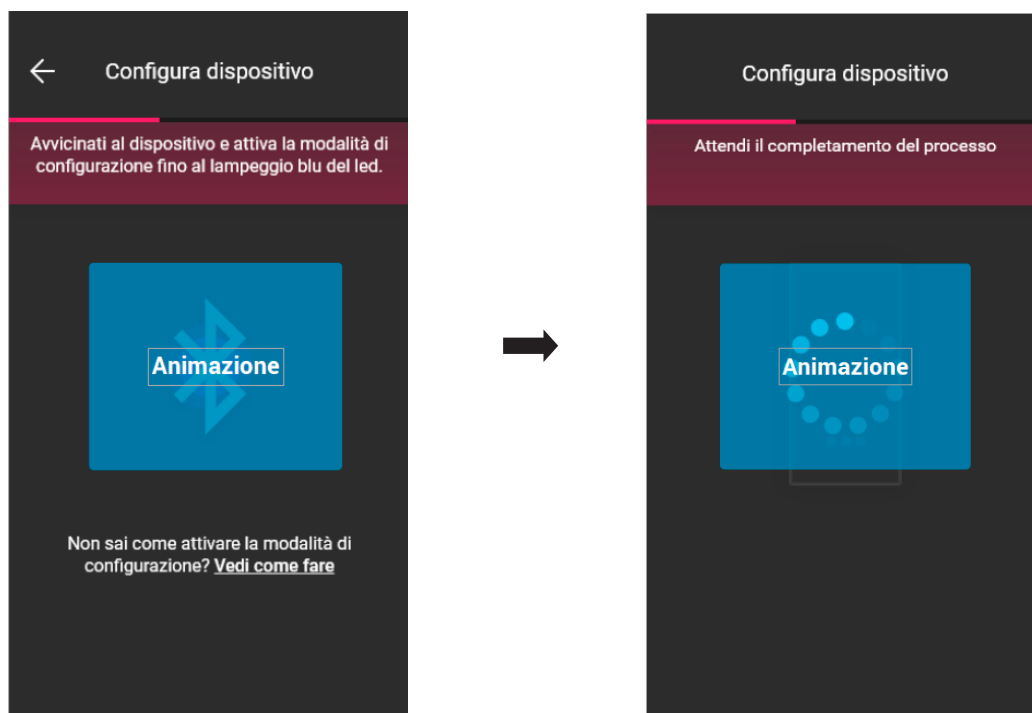 Configura dispositivo
Avvicinati al dispositivo e attiva la modalità di
configurazione fino al lampeggio blu del led.
Animazione
Non sai come attivare la modalità di
configurazione? Vedi come fare
Configura dispositivo
Attendi il completamento del processo
Animazione